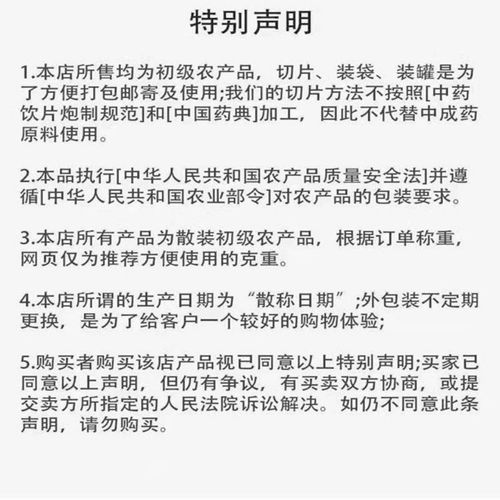 特别声明
1.本店所售均为初级农产品，切片、装袋、装罐是为
了方便打包邮寄及使用;我们的切片方法不按照[中药
饮片炮制规范]和[中国药典]加工，因此不代替中成药
原料使用。
2.本品执行[中华人民共和国农产品质量安全法]并遵
循[中华人民共和国农业部令]对农产品的包装要求。
3.本店所有产品为散装初级农产品，根据订单称重，
网页仅为推荐方便使用的克重。
4.本店所谓的生产日期为“散称日期”;外包装不定期
更换，是为了给客户一个较好的购物体验;
5.购买者购买该店产品视已同意以上特别声明;买家已
同意以上声明，但仍有争议，有买卖双方协商，或提
交卖方所指定的人民法院诉讼解决。如仍不同意此条
声明，请勿购买。